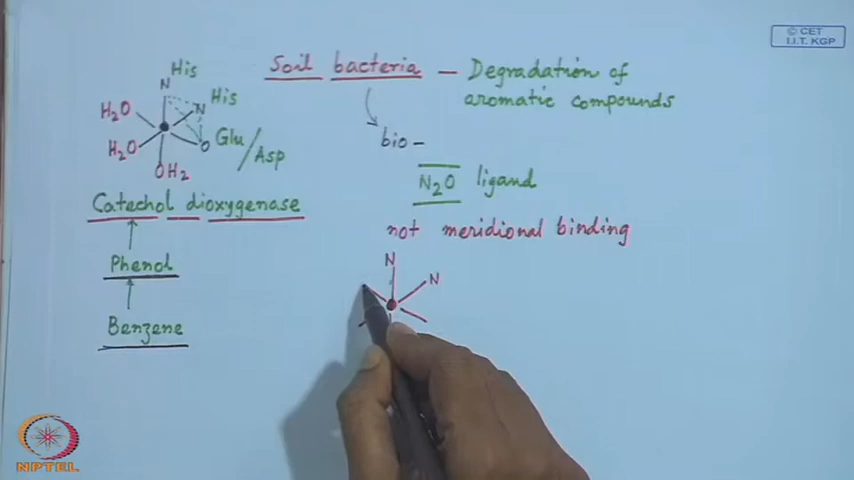 © CET
I.I.T. KGP
Soil bacteria — Degradation of
aromatic compounds
His
N
His
N
H2O
H2O
O Glu/Asp
OH2
bio-
N2O ligand
Catechol dioxygenase
not meridional binding
Phenol
N
N
Benzene
NPTEL